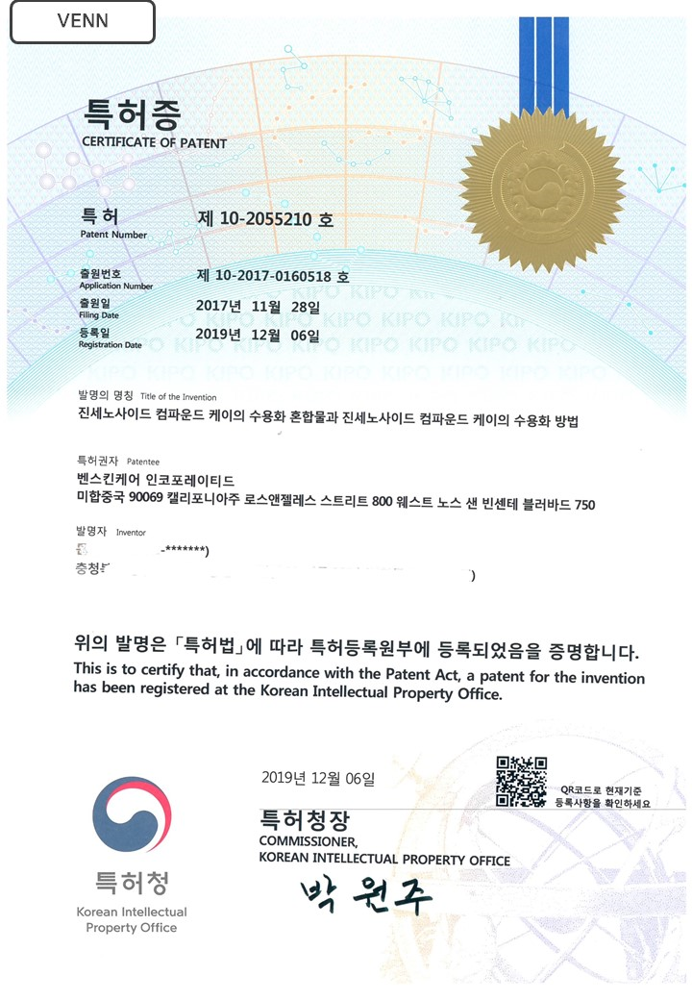 VENN
특허증
CERTIFICATE OF PATENT
특허 제 10-2055210 호
Patent Number
출원번호 제 10-2017-0160518 호
Application Number
출원일 2017년 11월 28일
Filing Date
등록일 2019년 12월 06일
Registration Date
KIPO KIPO KIPO KIPO KIPO
발명의 명칭 Title of the Invention
진세노사이드 컴파운드 케이의 수용화 혼합물과 진세노사이드 컴파운드 케이의 수용화 방법
특허권자 Patentee
벤스킨케어 인코포레이티드
미합중국 90069 캘리포니아주 로스앤젤레스 스트리트 800 웨스트 노스 샌 빈센테 블러바드 750
발명자 Inventor
-*******)
충청 )
위의 발명은 「특허법」에 따라 특허등록원부에 등록되었음을 증명합니다.
This is to certify that, in accordance with the Patent Act, a patent for the invention
has been registered at the Korean Intellectual Property Office.
2019년 12월 06일
QR코드로 현재기준
등록사항을 확인하세요
특허청장
COMMISSIONER,
KOREAN INTELLECTUAL PROPERTY OFFICE
박원주
특허청
Korean Intellectual
Property Office